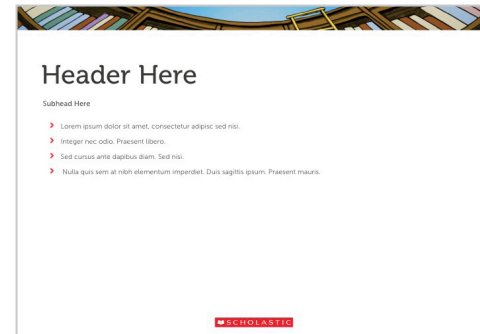 Header Here
Subhead Here
Lorem ipsum dolor sit amet, consectetur adipisc sed nisi.
Integer nec odio. Praesent libero.
Sed cursus ante dapibus diam. Sed nisi.
Nulla quis sem at nibh elementum imperdiet. Duis sagittis ipsum. Praesent mauris.
SCHOLASTIC